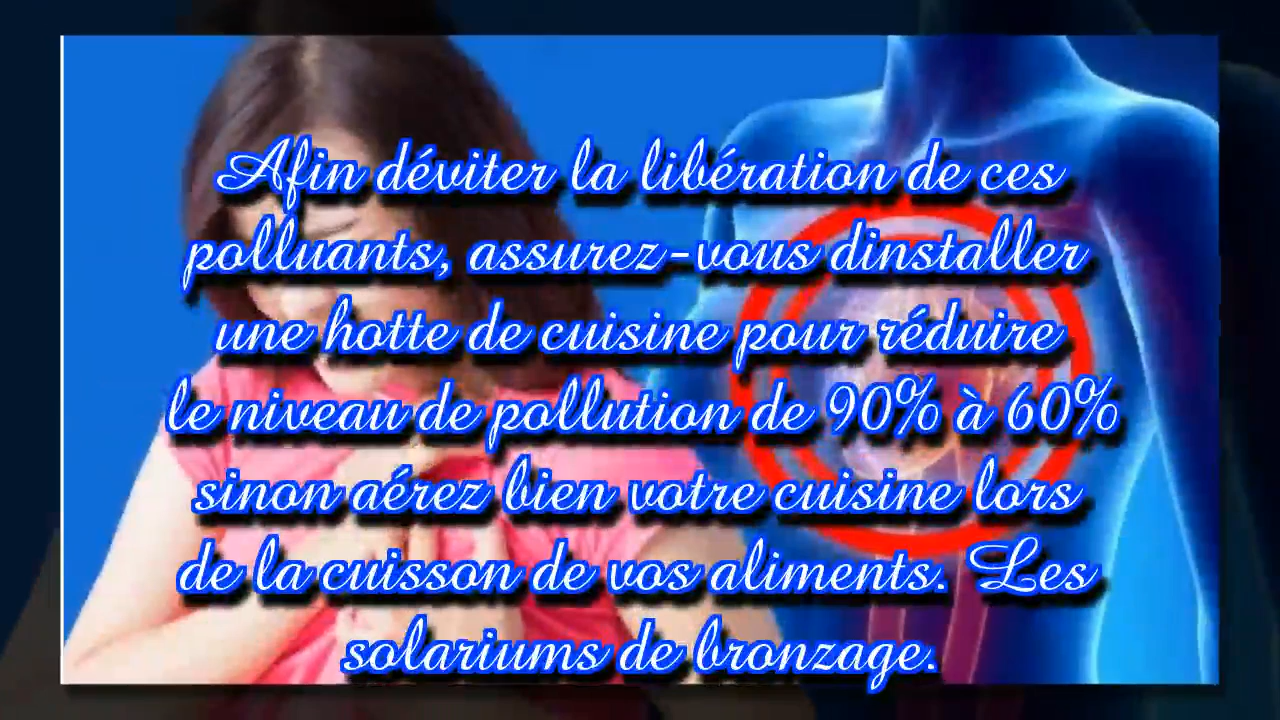 Afin déviter la libération de ces
polluants, assurez-vous dinstaller
une hotte de cuisine pour réduire
le niveau de pollution de 90% à 60%
sinon aérez bien votre cuisine lors
de la cuisson de vos aliments. Les
solariums de bronzage.